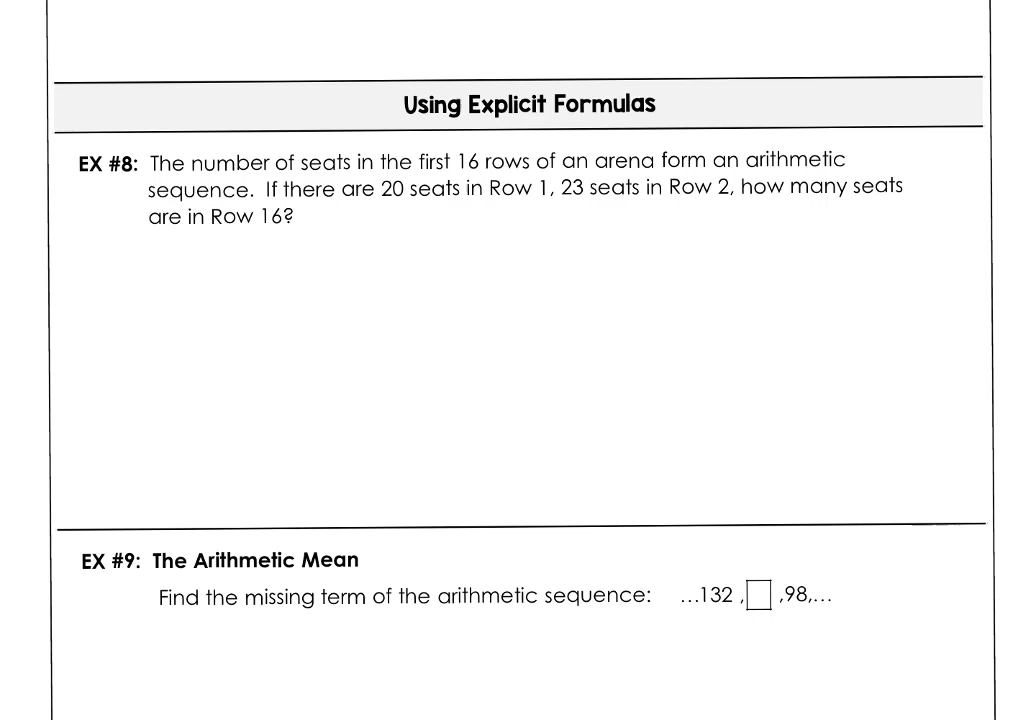 Using Explicit Formulas
EX #8: The number of seats in the first 16 rows of an arena form an arithmetic
sequence. If there are 20 seats in Row 1, 23 seats in Row 2, how many seats
are in Row 16?
EX #9: The Arithmetic Mean
Find the missing term of the arithmetic sequence: ...132 , ,98,...